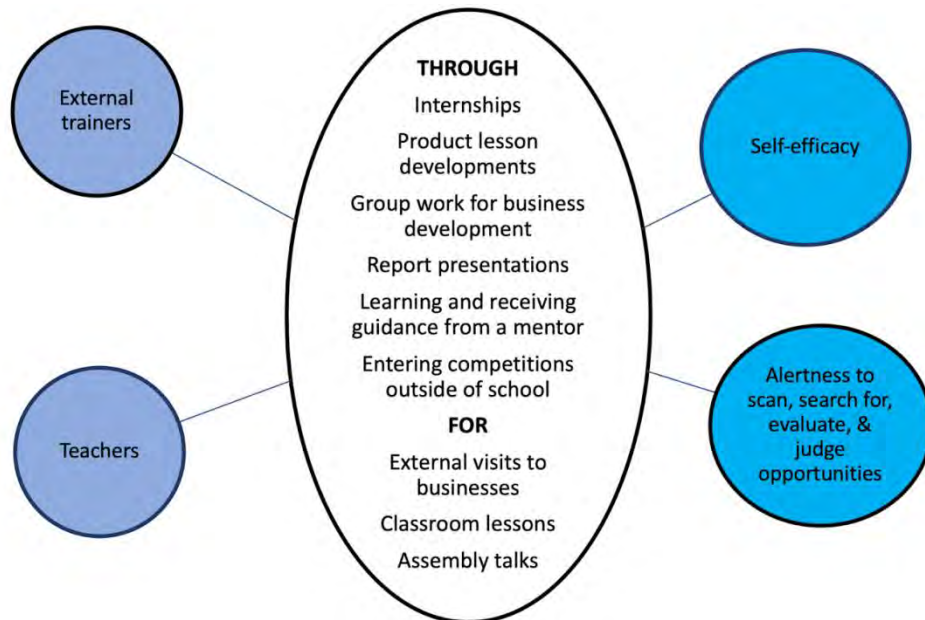 External
trainers
Teachers
THROUGH
Internships
Product lesson
developments
Group work for business
development
Report presentations
Learning and receiving
guidance from a mentor
Entering competitions
outside of school
FOR
External visits to
businesses
Classroom lessons
Assembly talks
Self-efficacy
Alertness to
scan, search for,
evaluate, &
judge
opportunities